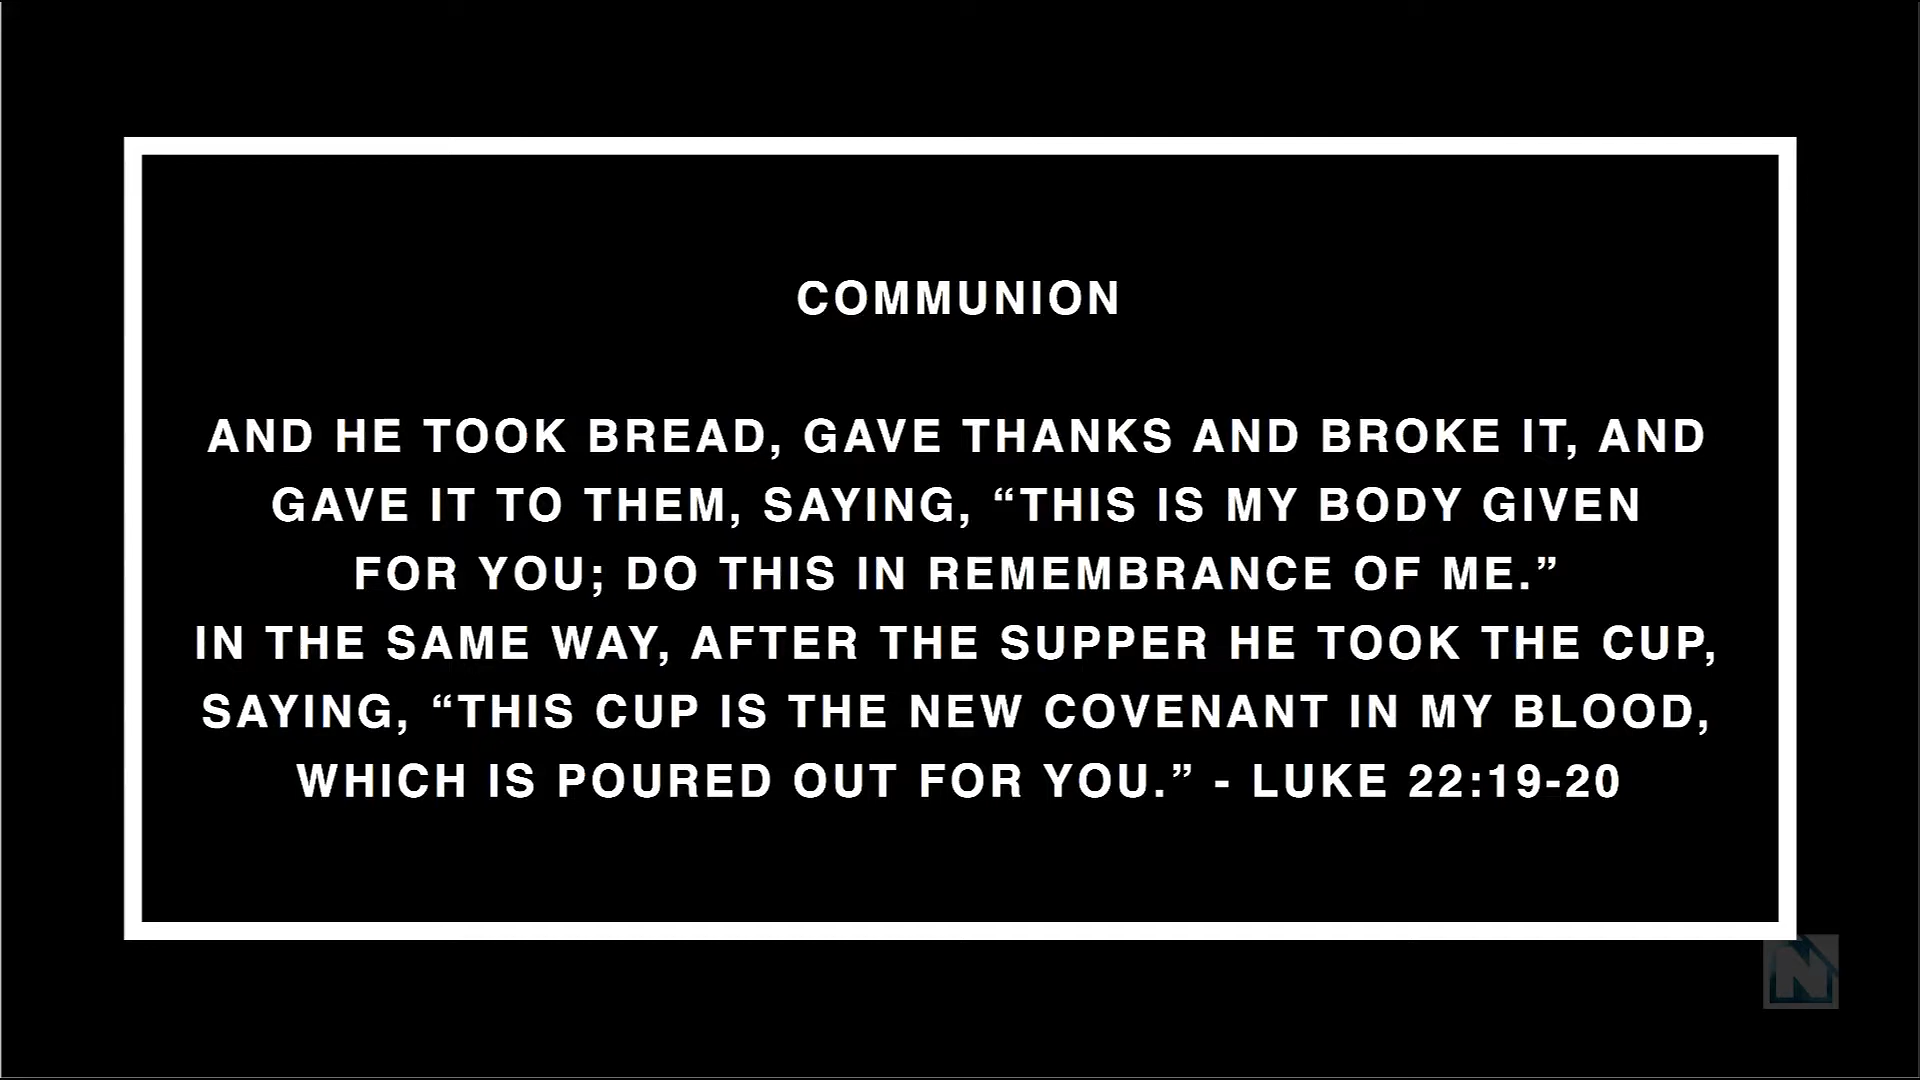 COMMUNION
AND HE TOOK BREAD, GAVE THANKS AND BROKE IT, AND
GAVE IT TO THEM, SAYING, “THIS IS MY BODY GIVEN
FOR YOU; DO THIS IN REMEMBRANCE OF ME.”
IN THE SAME WAY, AFTER THE SUPPER HE TOOK THE CUP,
SAYING, “THIS CUP IS THE NEW COVENANT IN MY BLOOD,
WHICH IS POURED OUT FOR YOU.” - LUKE 22:19-20
N